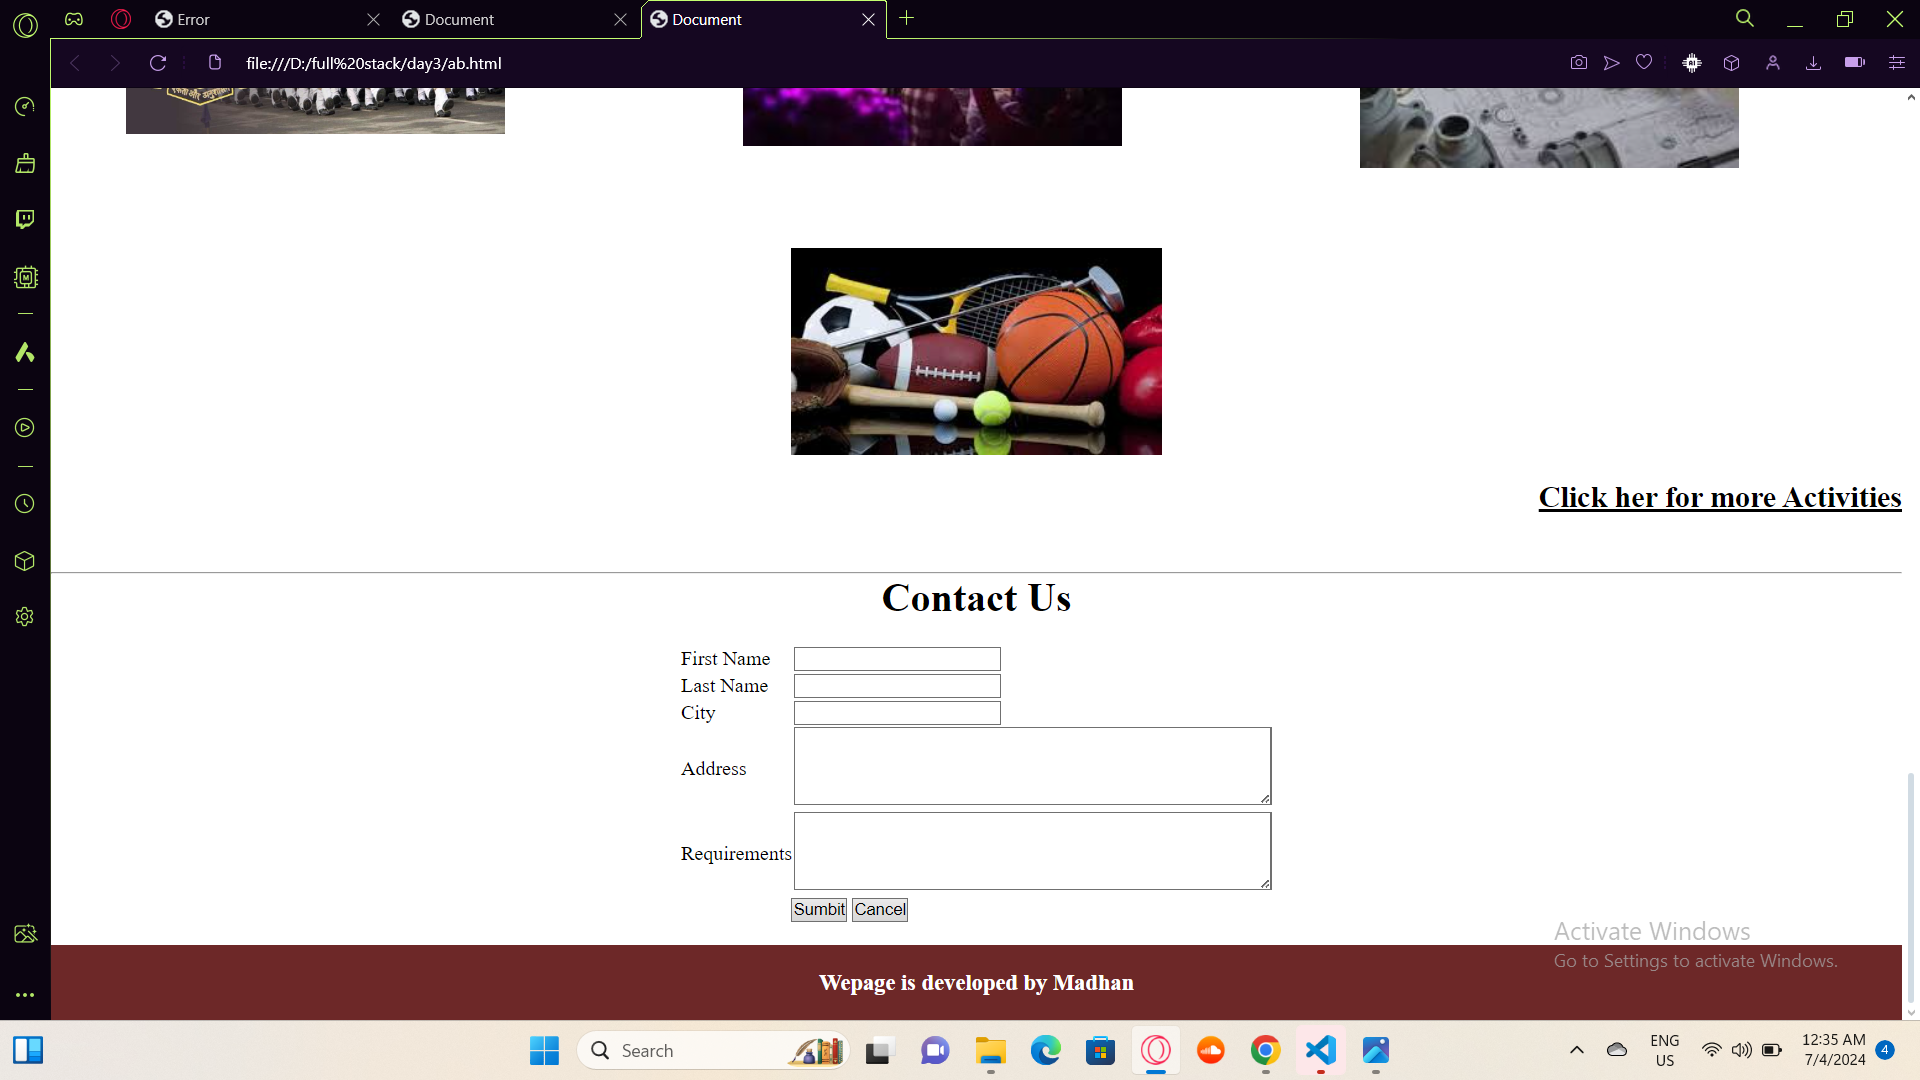 Error
Document
Document
file:///D:/full%20stack/day3/ab.html
Click her for more Activities
Contact Us
First Name
Last Name
City
Address
Requirements
Sumbit Cancel
Activate Windows
Go to Settings to activate Windows.
Wepage is developed by Madhan
Search
ENG
US
12:35 AM
7/4/2024
4